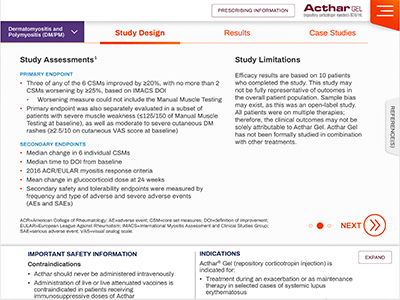 PRESCRIBING INFORMATION
Acthar GEL
(repository corticotropin injection) 80 U/mL
Dermatomyositis and
Polymyositis (DM/PM)
Study Design
Results
Case Studies
Study Assessments1
PRIMARY ENDPOINT
• Three of any of the 6 CSMs improved by ≥20%, with no more than
2 CSMs worsening by ≥25%, based on IMACS DOI
• Worsening measure could not include the Manual Muscle Testing
• Primary endpoint was also separately evaluated in a subset of
patients with severe muscle weakness (≤125/150 of Manual Muscle
Testing at baseline), as well as moderate to severe cutaneous DM
rashes (≥2.5/10 on cutaneous VAS score at baseline)
SECONDARY ENDPOINTS
• Median change in 6 individual CSMs
• Median time to DOI from baseline
• 2016 ACR/EULAR myositis response criteria
• Mean change in glucocorticoid dose at 24 weeks
• Secondary safety and tolerability endpoints were measured by
frequency and type of adverse and severe adverse events
(AEs and SAEs)
ACR=American College of Rheumatology; AE=adverse event; CSM=core set measures; DOI=definition of improvement;
EULAR=European League Against Rheumatism; IMACS=International Myositis Assessment and Clinical Studies Group;
SAE=serious adverse event; VAS=visual analog scale.
Study Limitations
Efficacy results are based on 10 patients
who completed the study. This study may
not be fully representative of outcomes in
the overall patient population. Sample bias
may exist, as this was an open-label study.
All patients were on multiple therapies;
therefore, the clinical outcomes may not be
solely attributable to Acthar Gel. Acthar Gel
has not been formally studied in combination
with other treatments.
REFERENCE(S)
NEXT
IMPORTANT SAFETY INFORMATION
Contraindications
• Acthar should never be administered intravenously
• Administration of live or live attenuated vaccines is
contraindicated in patients receiving
immunosuppressive doses of Acthar
INDICATIONS
Acthar® Gel (repository corticotropin injection) is
indicated for:
• Treatment during an exacerbation or as maintenance
therapy in selected cases of systemic lupus
erythematosus
EXPAND